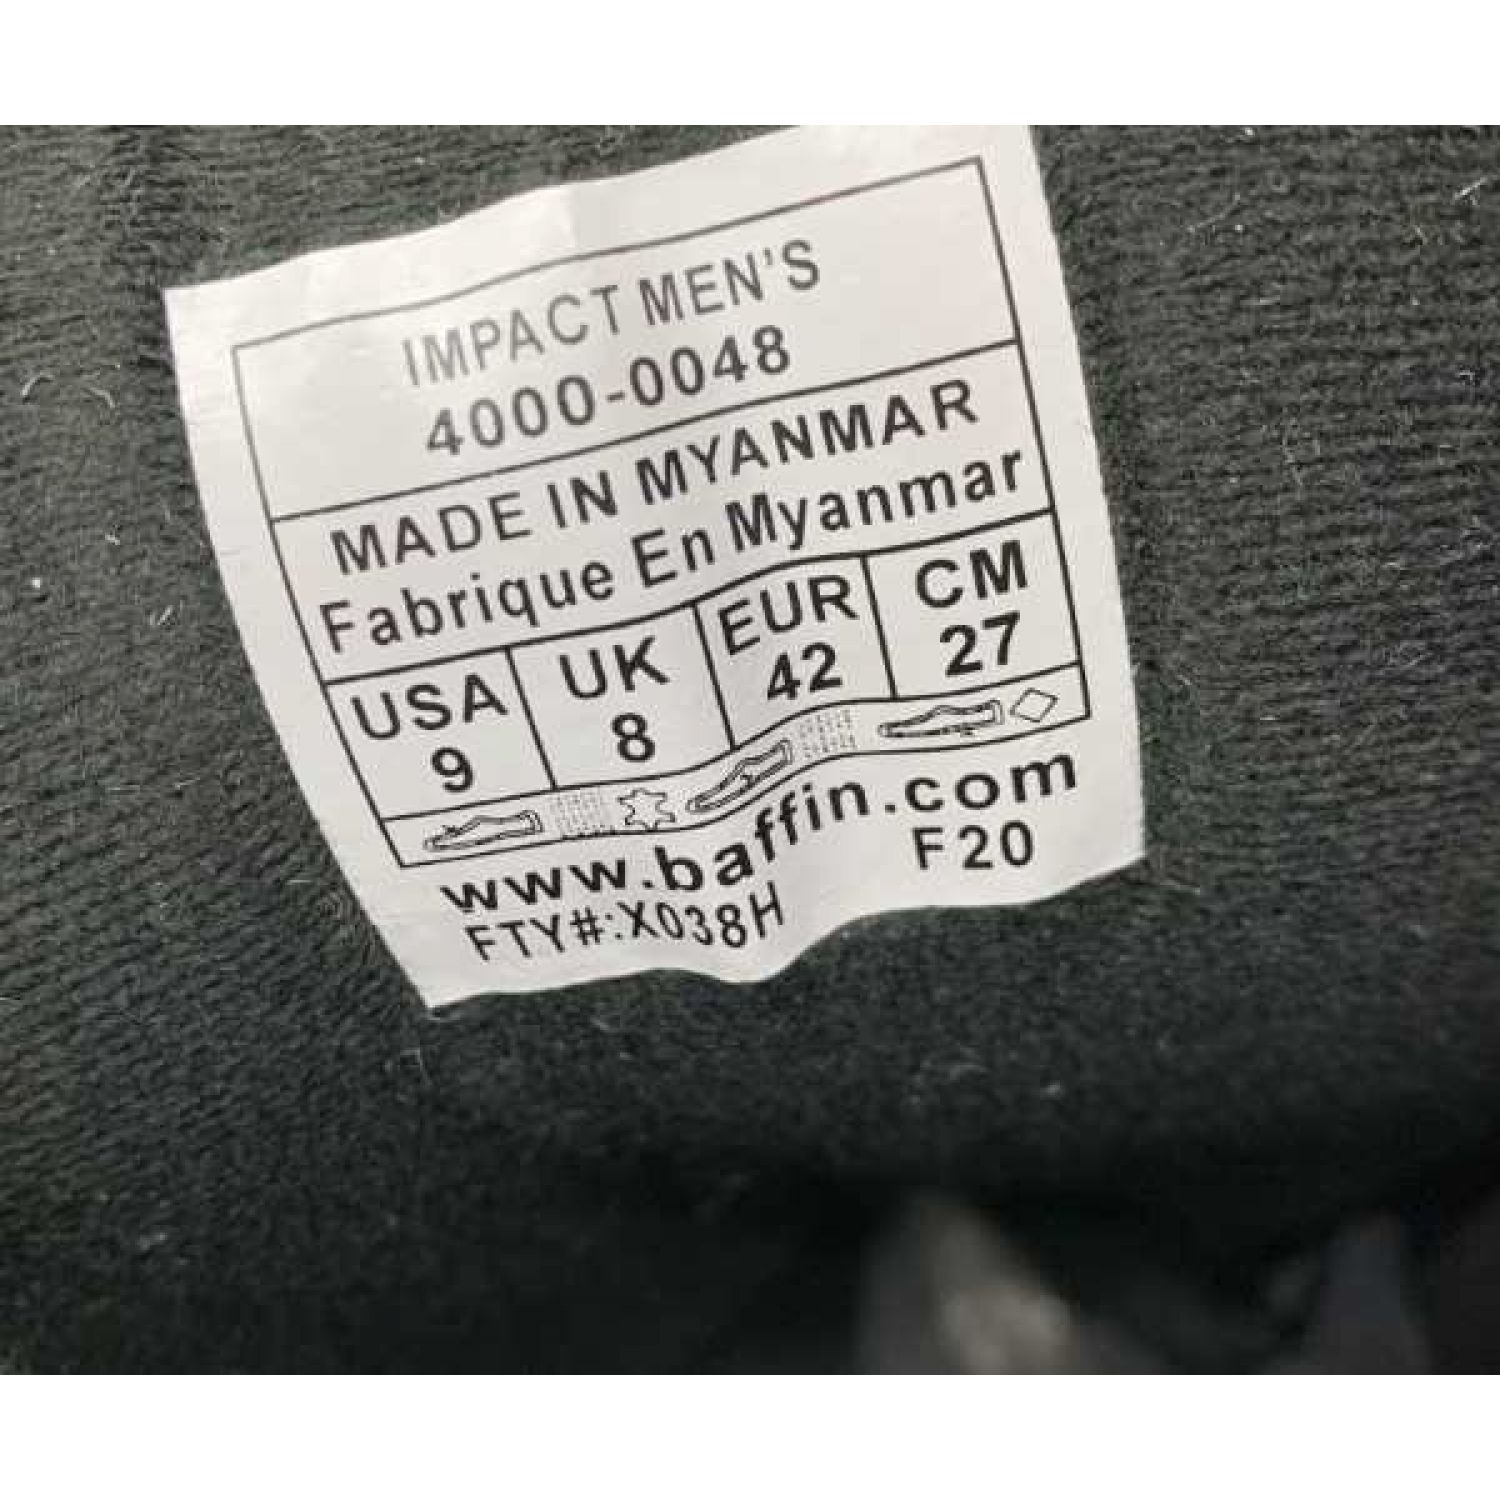 IMPACT MEN'S
4000-0048
MADE IN MYANMAR
Fabrique En Myanmar
USA UK EUR CM
9 8 42 27
www.baffin.com
FTY#:X038H F20